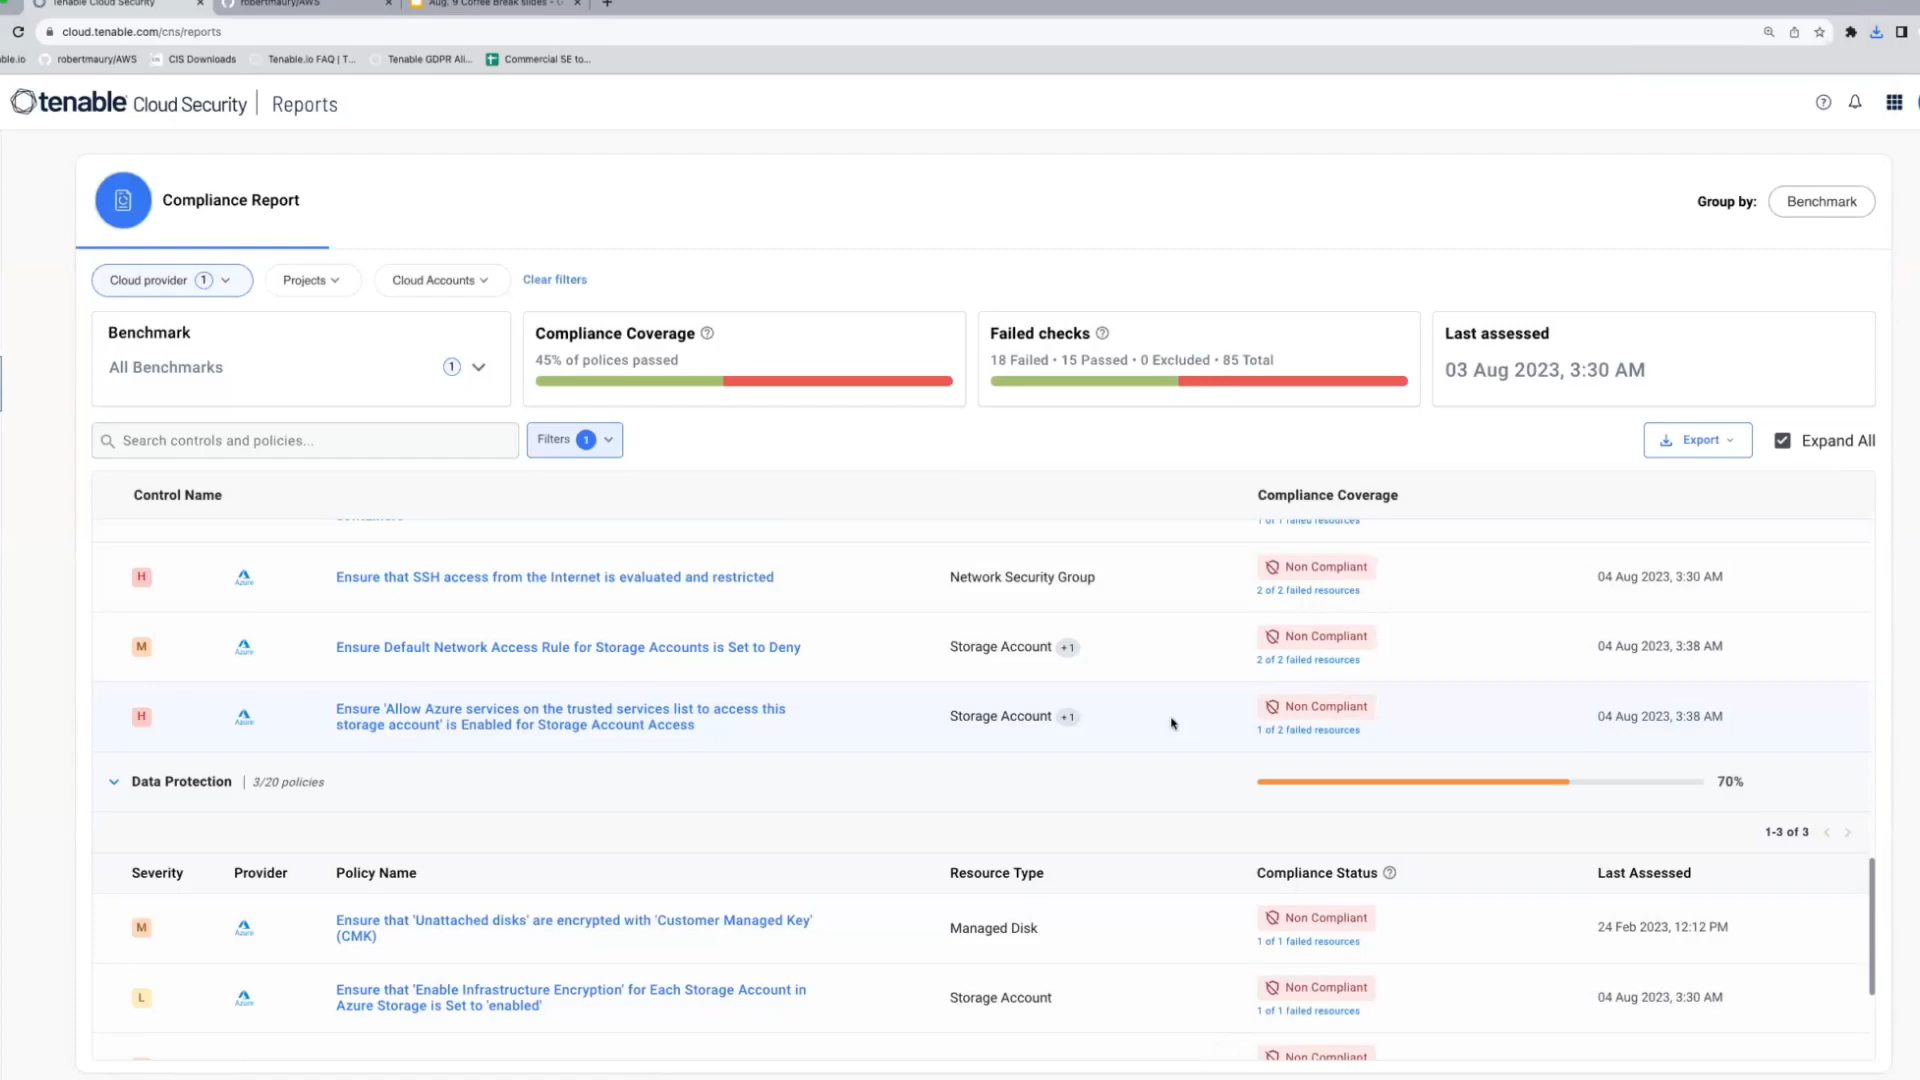 Tenable Cloud Security
robertmaury/AWS
Aug. 9 Coffee Break slides -
cloud.tenable.com/cns/reports
ble.io
robertmaury/AWS
CIS Downloads
Tenable.io FAQ | T...
Tenable GDPR Ali...
Commercial SE to...
tenable Cloud Security | Reports
Compliance Report
Group by: Benchmark
Cloud provider 1
Projects
Cloud Accounts
Clear filters
Benchmark
All Benchmarks
1
Compliance Coverage
45% of polices passed
Failed checks
18 Failed • 15 Passed • 0 Excluded • 85 Total
Last assessed
03 Aug 2023, 3:30 AM
Search controls and policies...
Filters 1
Export
Expand All
Control Name
Compliance Coverage
1 of 1 failed resources
H
Azure
Ensure that SSH access from the Internet is evaluated and restricted
Network Security Group
Non Compliant
2 of 2 failed resources
04 Aug 2023, 3:30 AM
M
Azure
Ensure Default Network Access Rule for Storage Accounts is Set to Deny
Storage Account +1
Non Compliant
2 of 2 failed resources
04 Aug 2023, 3:38 AM
H
Azure
Ensure 'Allow Azure services on the trusted services list to access this
storage account' is Enabled for Storage Account Access
Storage Account +1
Non Compliant
1 of 2 failed resources
04 Aug 2023, 3:38 AM
Data Protection | 3/20 policies
70%
1-3 of 3
Severity
Provider
Policy Name
Resource Type
Compliance Status
Last Assessed
M
Azure
Ensure that 'Unattached disks' are encrypted with 'Customer Managed Key'
(CMK)
Managed Disk
Non Compliant
1 of 1 failed resources
24 Feb 2023, 12:12 PM
L
Azure
Ensure that 'Enable Infrastructure Encryption' for Each Storage Account in
Azure Storage is Set to 'enabled'
Storage Account
Non Compliant
1 of 1 failed resources
04 Aug 2023, 3:30 AM
Non Compliant